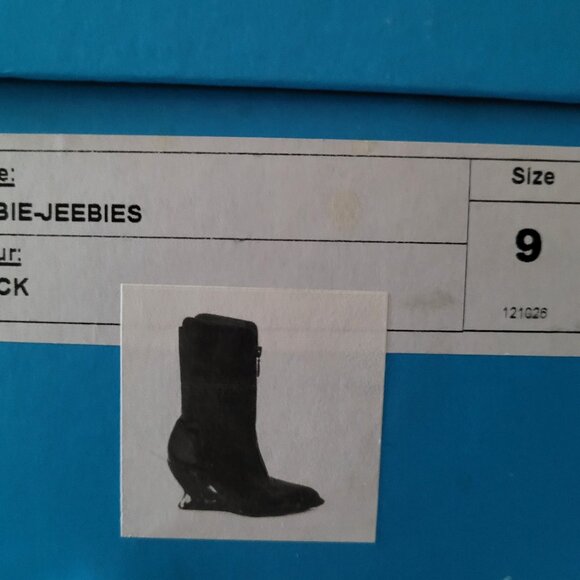 e:
BIE-JEEBIES
ur:
CK
Size
9
121026